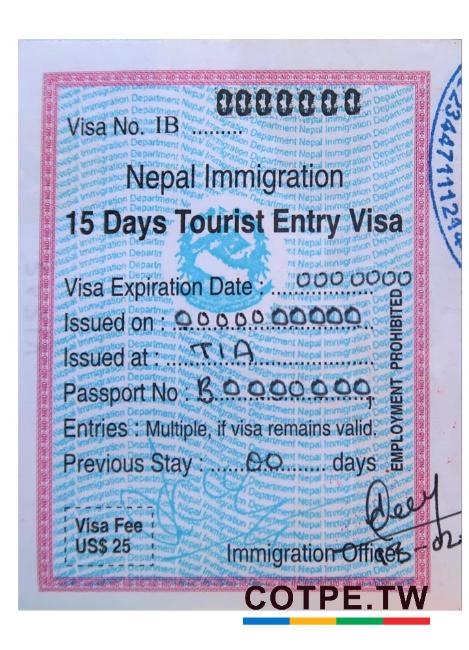 0000000
Visa No. IB .........
Nepal Immigration
15 Days Tourist Entry Visa
Visa Expiration Date : 000 0000
Issued on : 00000 00000
Issued at : TIA
Passport No : B 0000000
Entries : Multiple, if visa remains valid.
Previous Stay : 00 days
EMPLOYMENT PROHIBITED
Visa Fee
US$ 25
Immigration Officer
COTPE.TW